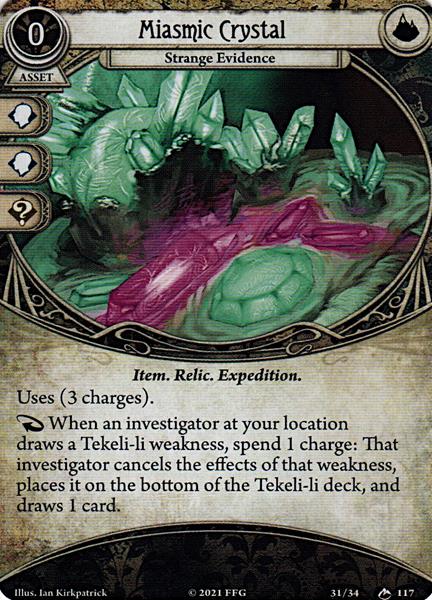 0
Miasmic Crystal
ASSET
Strange Evidence
?
Item. Relic. Expedition.
Uses (3 charges).
When an investigator at your location
draws a Tekeli-li weakness, spend 1 charge: That
investigator cancels the effects of that weakness,
places it on the bottom of the Tekeli-li deck, and
draws 1 card.
Illus. Ian Kirkpatrick © 2021 FFG 31/34 117